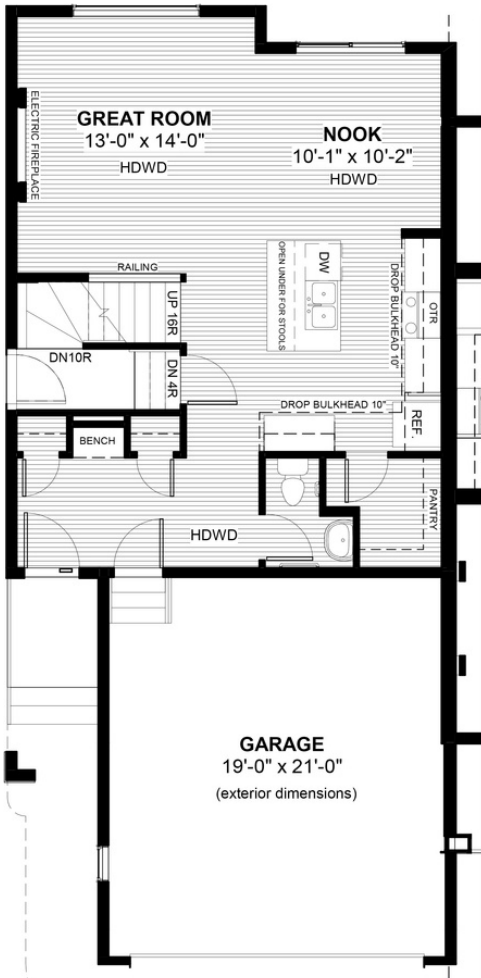 GREAT ROOM
13'-0" x 14'-0"
HDWD
ELECTRIC FIREPLACE
NOOK
10'-1" x 10'-2"
HDWD
RAILING
UP 16R
DN10R
DN 4R
OPEN UNDER FOR STOOLS
DW
DROP BULKHEAD 10"
OTR
DROP BULKHEAD 10"
REF.
BENCH
PANTRY
HDWD
GARAGE
19'-0" x 21'-0"
(exterior dimensions)